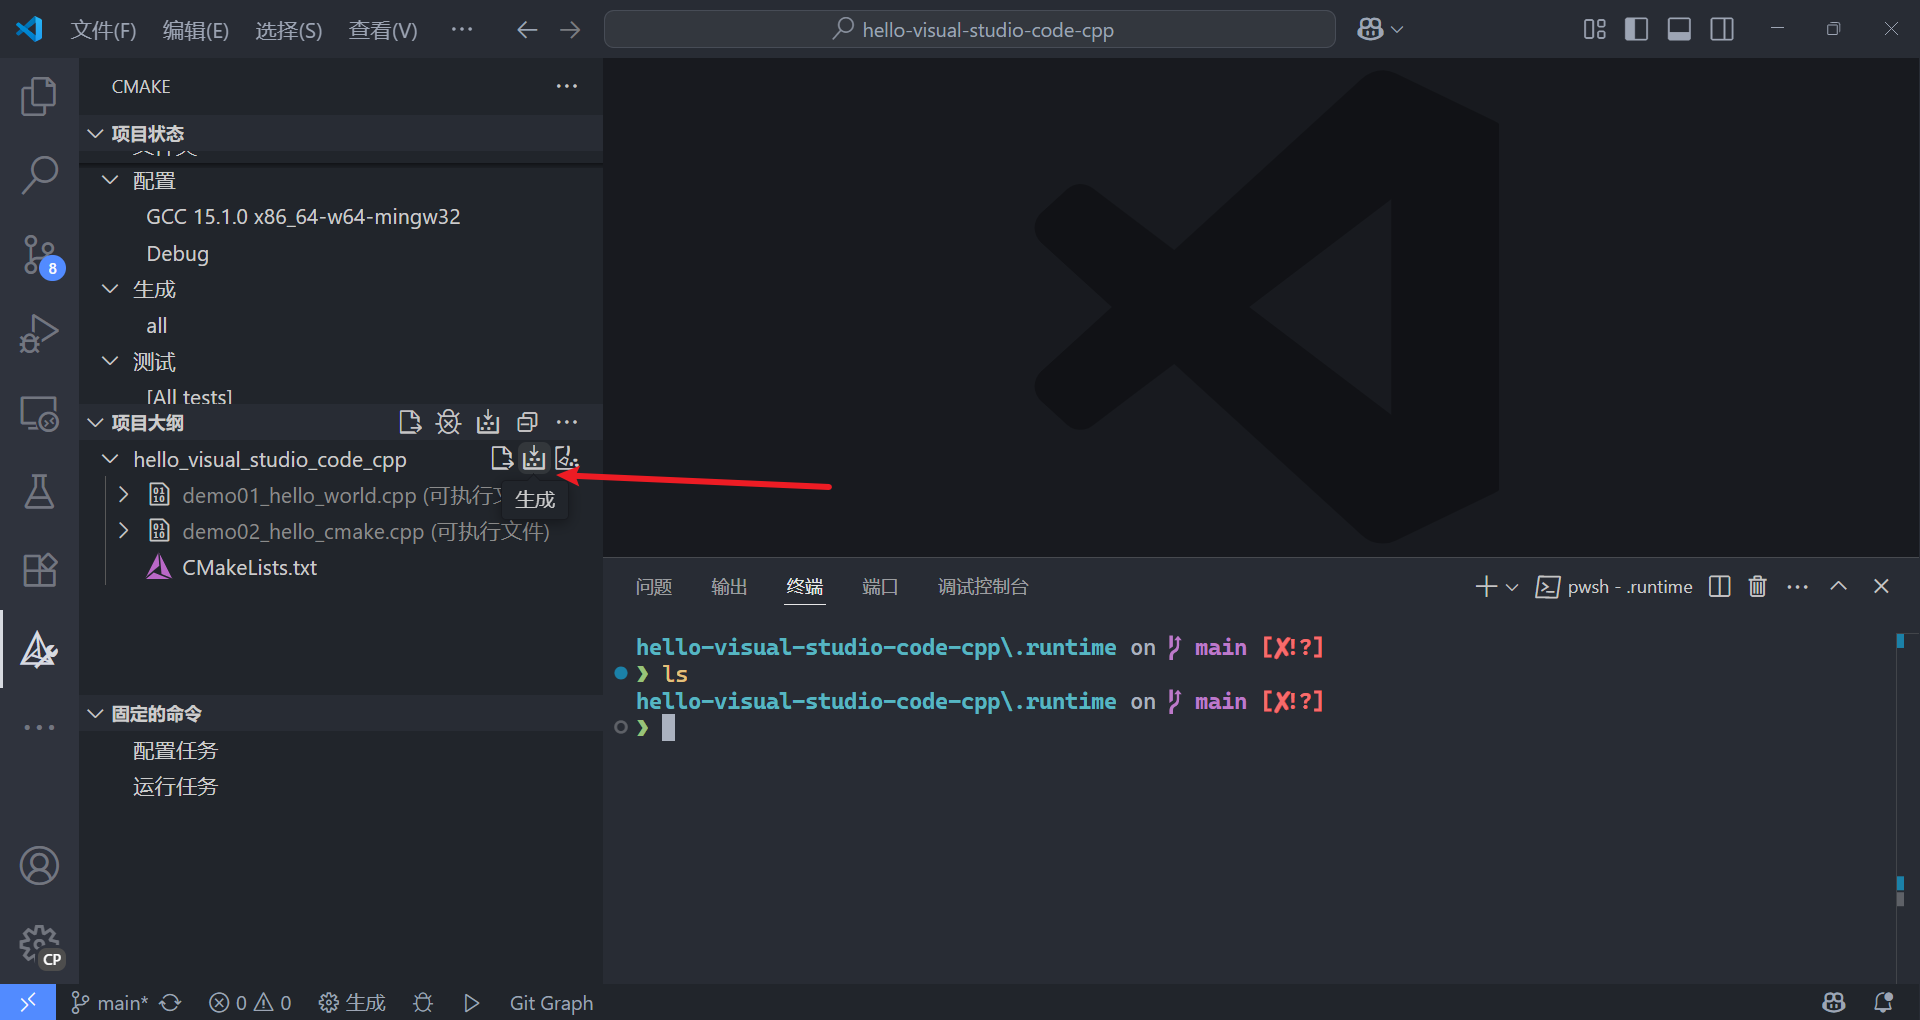 文件(F) 编辑(E) 选择(S) 查看(V) hello-visual-studio-code-cpp
CMAKE
项目状态
配置
GCC 15.1.0 x86_64-w64-mingw32
Debug
生成
all
测试
[All tests]
项目大纲
hello_visual_studio_code_cpp
demo01_hello_world.cpp (可执行文
生成
demo02_hello_cmake.cpp (可执行文件)
CMakeLists.txt
固定的命令
配置任务
运行任务
8
CP
问题 输出 终端 端口 调试控制台 pwsh - .runtime
hello-visual-studio-code-cpp\.runtime on main [✘!?]
❯ ls
hello-visual-studio-code-cpp\.runtime on main [✘!?]
❯
main* 0 0 生成 Git Graph